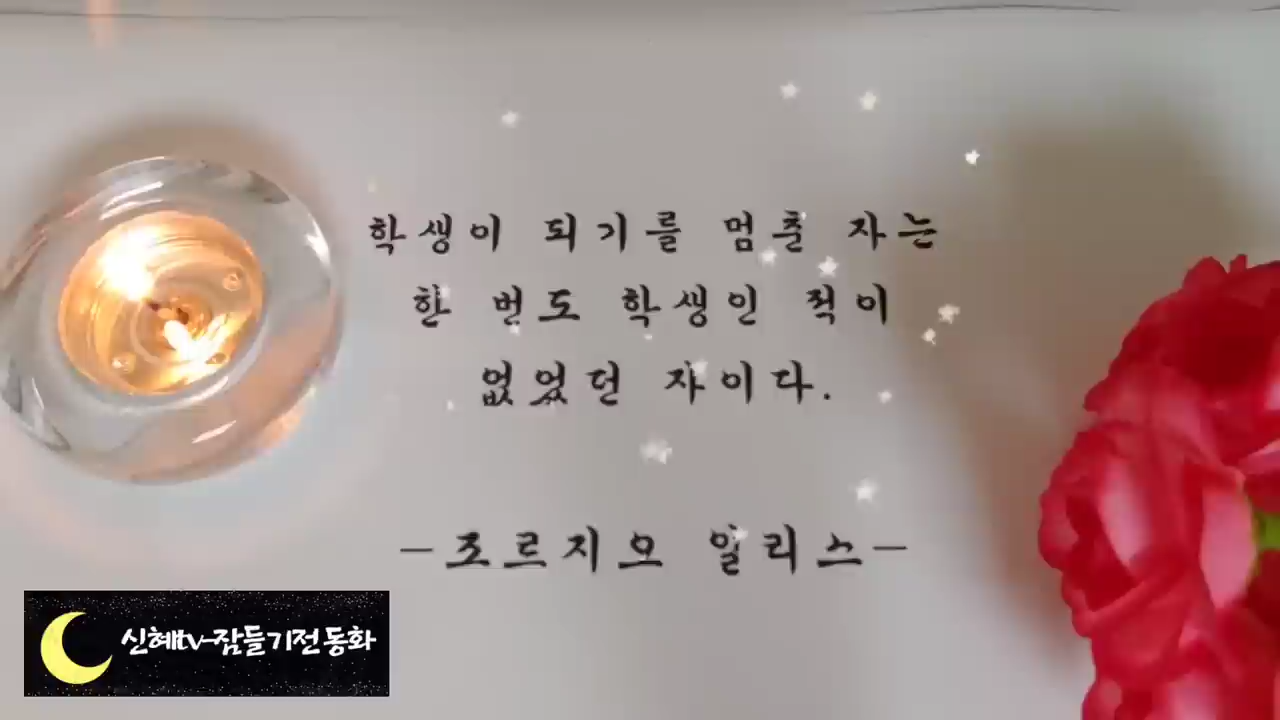 학생이 되기를 멈춘 자는
한 번도 학생인 적이
없었던 자이다.
-조르지오 일리스-
신혜tv-잠들기전 동화